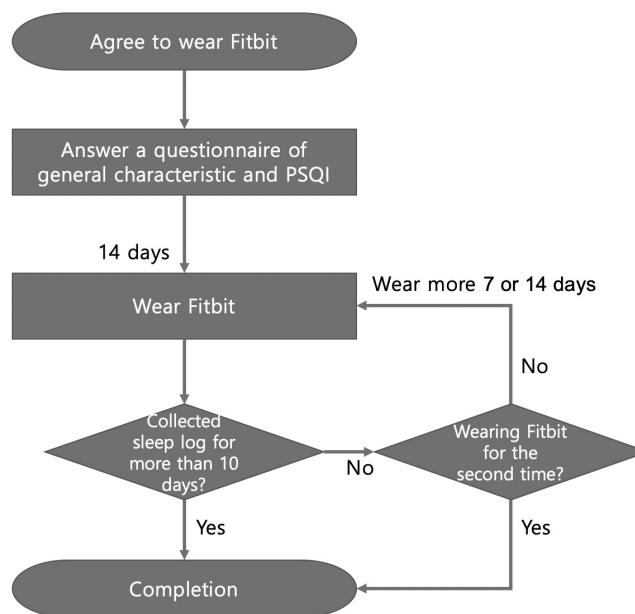 Agree to wear Fitbit
Answer a questionnaire of
general characteristic and PSQI
14 days
Wear more 7 or 14 days
Wear Fitbit
No
Collected
sleep log for
more than 10
days?
No
Wearing Fitbit
for the
second time?
Yes
Yes
Completion